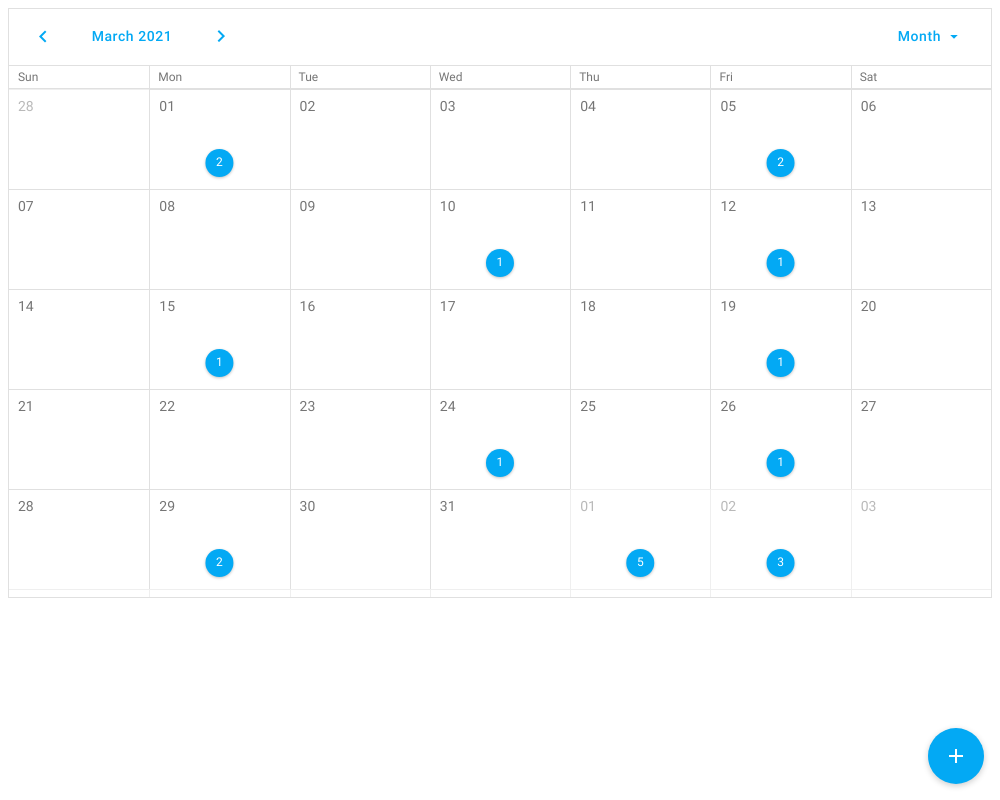 March 2021 Month
Sun Mon Tue Wed Thu Fri Sat
28 01 02 03 04 05 06
2 2
07 08 09 10 11 12 13
1 1
14 15 16 17 18 19 20
1 1
21 22 23 24 25 26 27
1 1
28 29 30 31 01 02 03
2 5 3